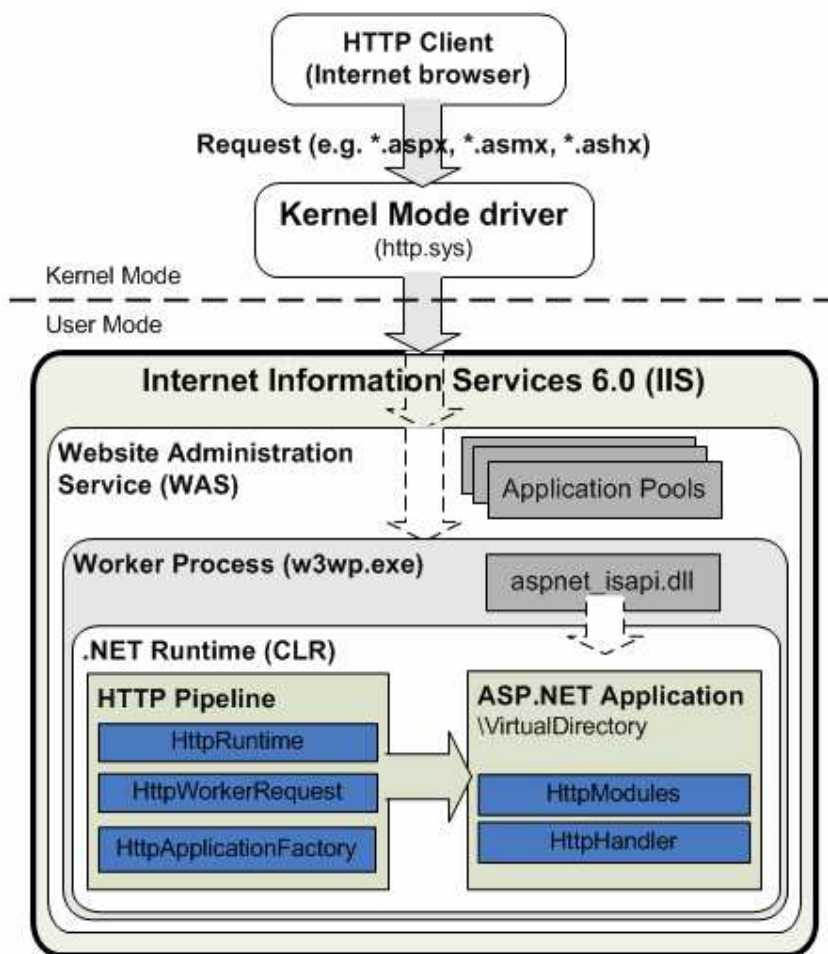 HTTP Client
(Internet browser)
Request (e.g. *.aspx, *.asmx, *.ashx)
Kernel Mode driver
(http.sys)
Kernel Mode
User Mode
Internet Information Services 6.0 (IIS)
Website Administration
Service (WAS)
Application Pools
Worker Process (w3wp.exe)
aspnet_isapi.dll
.NET Runtime (CLR)
HTTP Pipeline
HttpRuntime
HttpWorkerRequest
HttpApplicationFactory
ASP.NET Application
\VirtualDirectory
HttpModules
HttpHandler